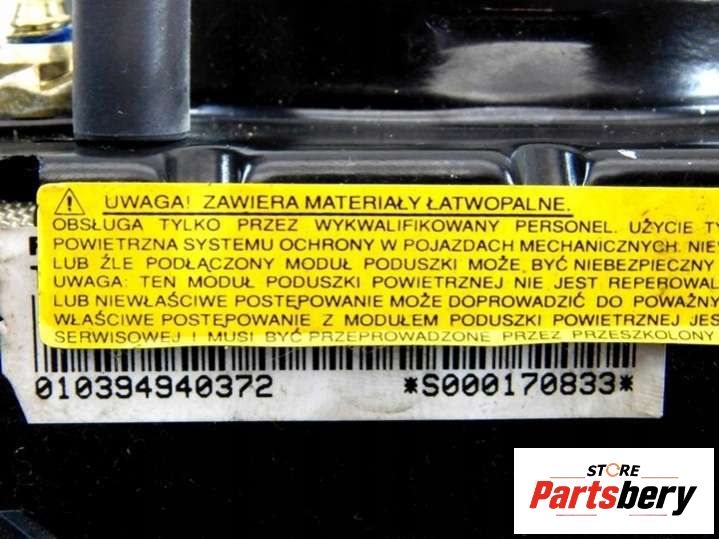 UWAGA! ZAWIERA MATERIAŁY ŁATWOPALNE.
OBSŁUGA TYLKO PRZEZ WYKWALIFIKOWANY PERSONEL. UŻYCIE
POWIETRZNA SYSTEMU OCHRONY W POJAZDACH MECHANICZNYCH.
LUB ŹLE PODŁĄCZONY MODUŁ PODUSZKI MOŻE BYĆ NIEBEZPIECZNY
UWAGA: TEN MODUŁ PODUSZKI POWIETRZNEJ NIE JEST
LUB NIEWŁAŚCIWE POSTĘPOWANIE MOŻE DOPROWADZIĆ DO
WŁAŚCIWE POSTĘPOWANIE Z MODUŁEM PODUSZKI POWIETRZNEJ
SERWISOWEJ I MUSI BYĆ PRZEPROWADZONE PRZEZ PRZESZKOLONY
010394940372 *S000170833*
STORE
Partsbery